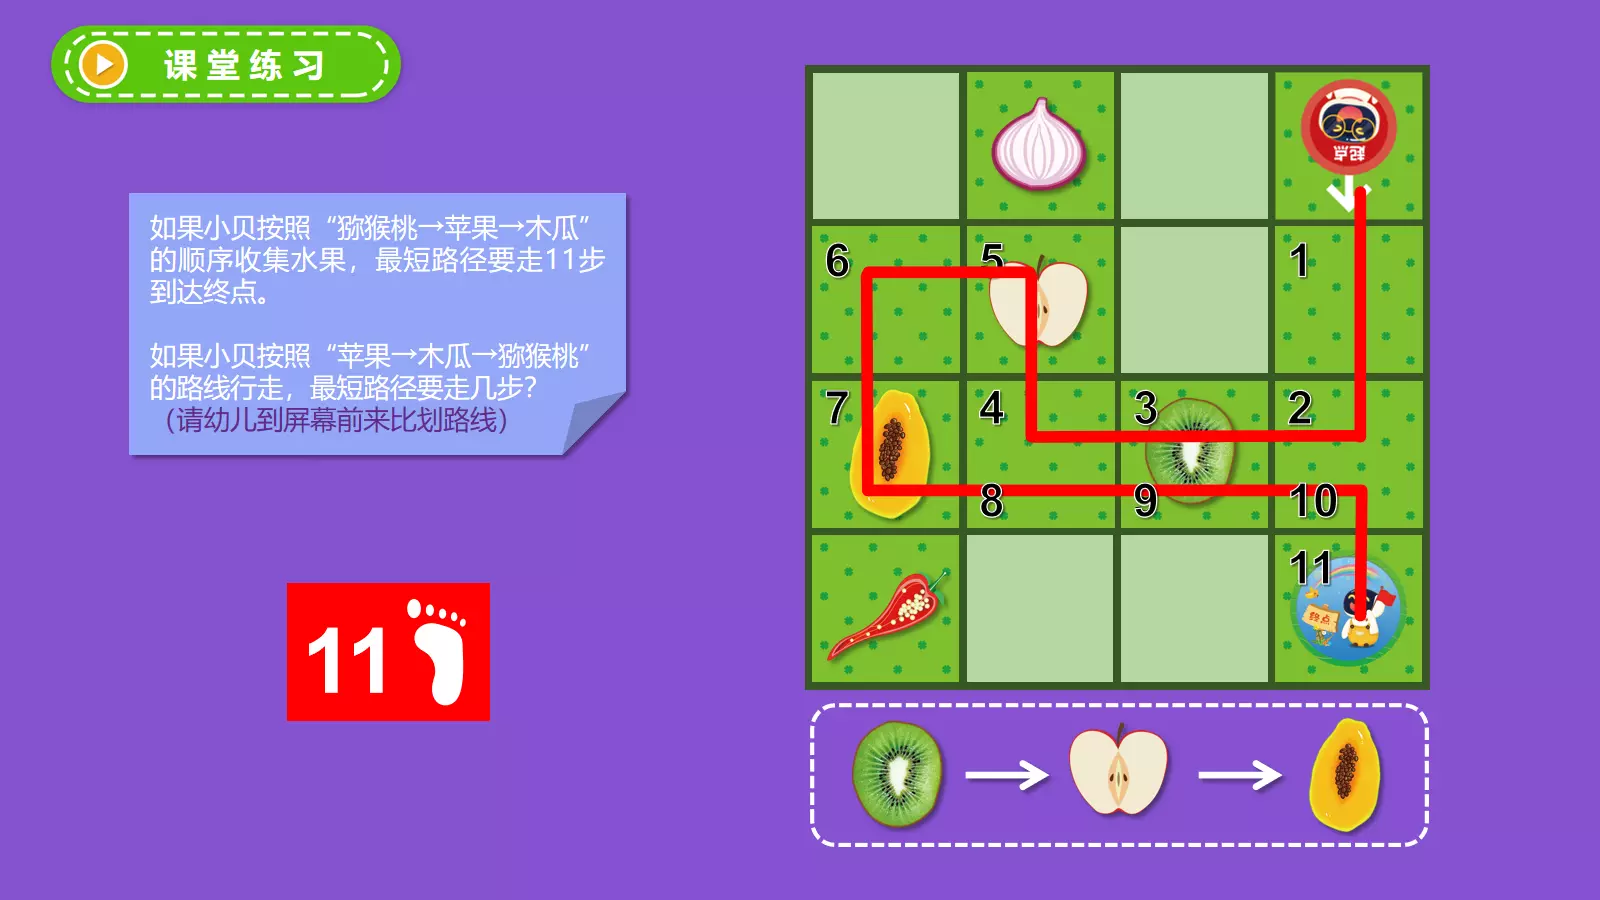 课堂练习
如果小贝按照“猕猴桃→苹果→木瓜”
的顺序收集水果，最短路径要走11步
到达终点。
如果小贝按照“苹果→木瓜→猕猴桃”
的路线行走，最短路径要走几步？
（请幼儿到屏幕前来比划路线）
11
起点
6
5
1
7
4
3
2
8
9
10
11
终点